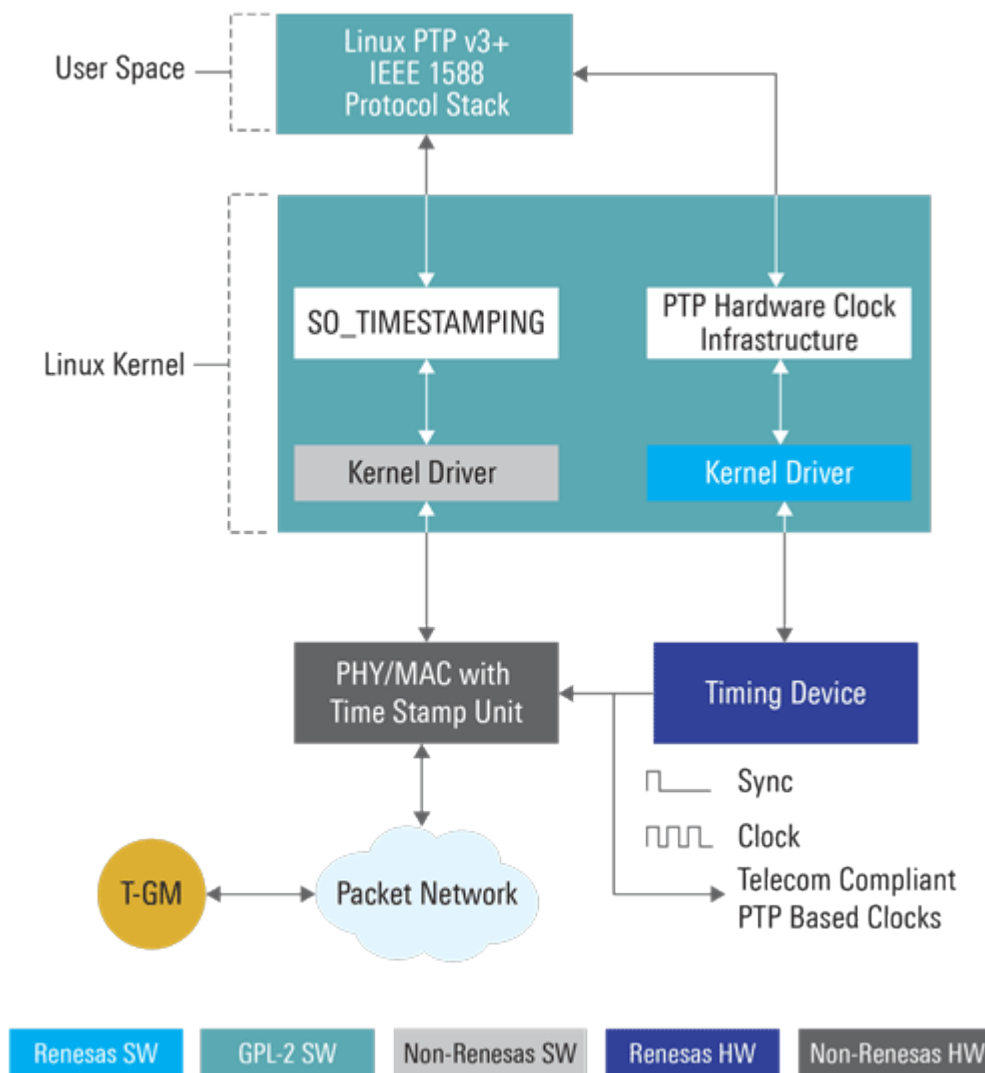 User Space
Linux PTP v3+
IEEE 1588
Protocol Stack
Linux Kernel
SO_TIMESTAMPING
PTP Hardware Clock
Infrastructure
Kernel Driver
Kernel Driver
PHY/MAC with
Time Stamp Unit
Timing Device
Sync
Clock
Telecom Compliant
PTP Based Clocks
T-GM
Packet Network
Renesas SW
GPL-2 SW
Non-Renesas SW
Renesas HW
Non-Renesas HW